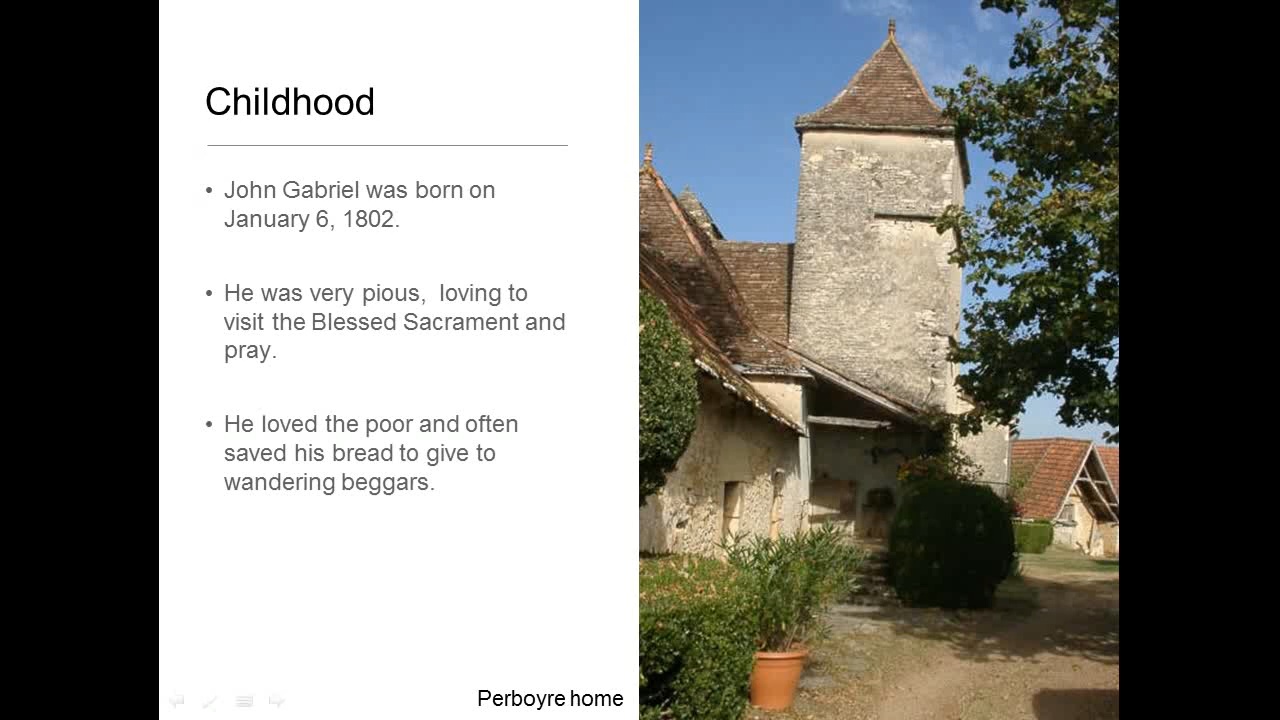 Childhood
• John Gabriel was born on
January 6, 1802.
• He was very pious,  loving to
visit the Blessed Sacrament and
pray.
• He loved the poor and often
saved his bread to give to
wandering beggars.
Perboyre home